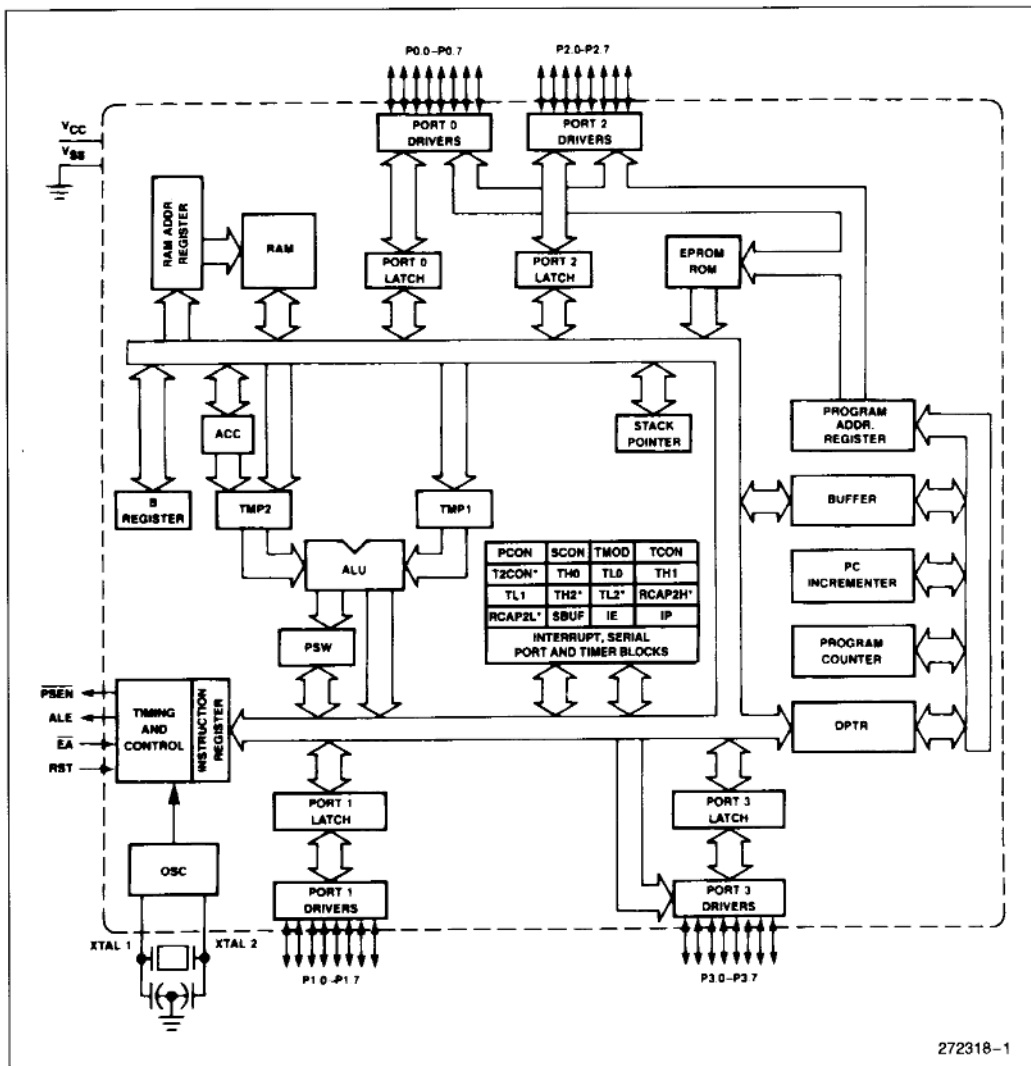 P0.0–P0.7
P2.0–P2.7
VCC
VSS
PORT 0
DRIVERS
PORT 2
DRIVERS
RAM ADDR
REGISTER
RAM
PORT 0
LATCH
PORT 2
LATCH
EPROM
ROM
ACC
STACK
POINTER
PROGRAM
ADDR.
REGISTER
B
REGISTER
TMP2
TMP1
BUFFER
ALU
PCON SCON TMOD TCON
T2CON* TH0 TL0 TH1
TL1 TH2* TL2* RCAP2H*
RCAP2L* SBUF IE IP
INTERRUPT, SERIAL
PORT AND TIMER BLOCKS
PC
INCREMENTER
PSW
PROGRAM
COUNTER
PSEN
ALE
EA
RST
TIMING
AND
CONTROL
INSTRUCTION
REGISTER
DPTR
PORT 1
LATCH
PORT 3
LATCH
OSC
PORT 1
DRIVERS
PORT 3
DRIVERS
XTAL 1
XTAL 2
P1.0–P1.7
P3.0–P3.7
272318–1